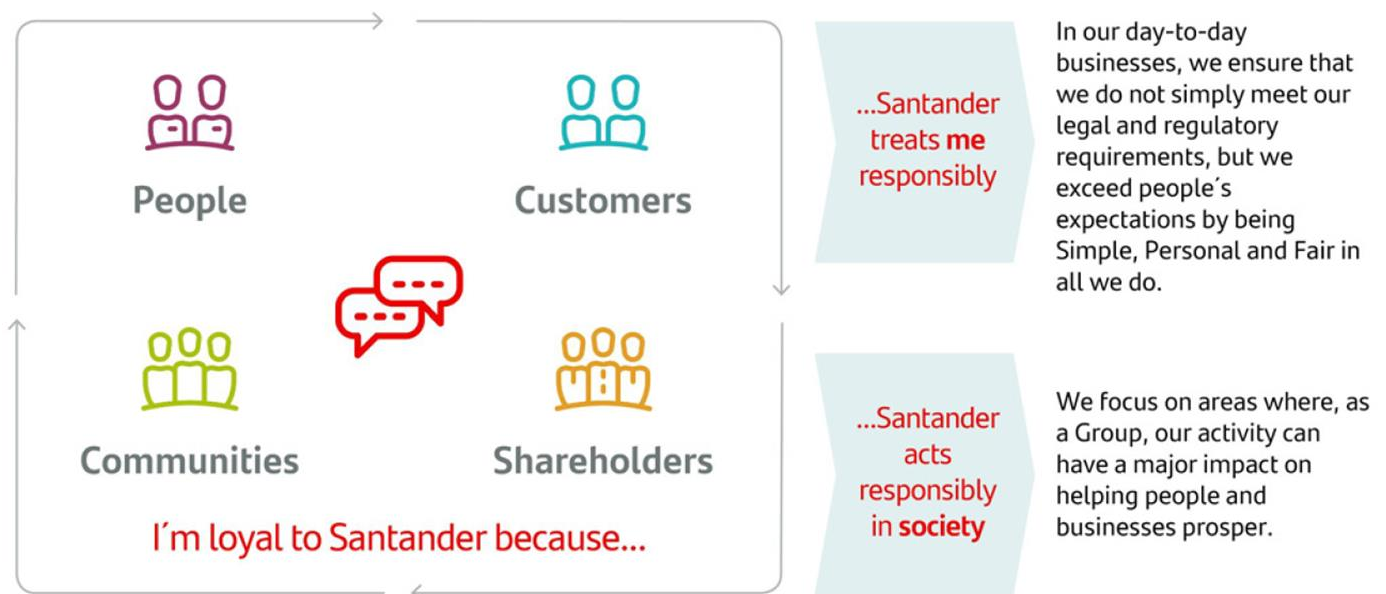 People
Customers
Communities
Shareholders
I´m loyal to Santander because...
...Santander
treats me
responsibly
In our day-to-day
businesses, we ensure that
we do not simply meet our
legal and regulatory
requirements, but we
exceed people´s
expectations by being
Simple, Personal and Fair in
all we do.
...Santander
acts
responsibly
in society
We focus on areas where, as
a Group, our activity can
have a major impact on
helping people and
businesses prosper.